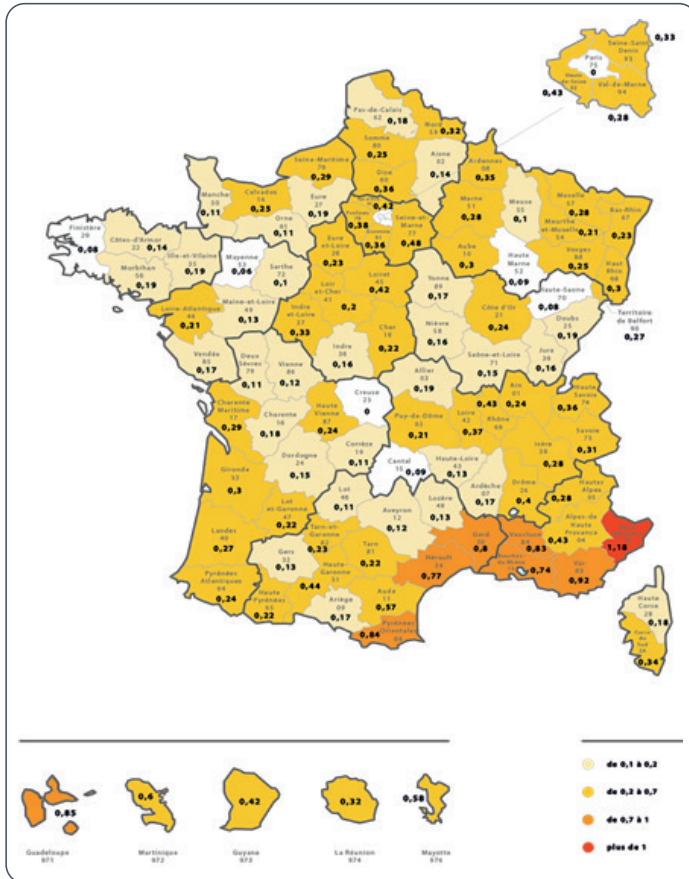 0,33
Seine-Saint-
Denis
93
Paris
75
0
Hauts
de-Seine
92
Val-de-Marne
94
0,43
0,28
Pas-de-Calais
62
0,18
Nord
59
0,32
Somme
80
0,25
Aisne
02
0,14
Seine-Maritime
76
0,29
Oise
60
0,36
Ardennes
08
0,35
Manche
50
0,11
Calvados
14
0,25
Eure
27
0,19
0,42
0,38
0,36
Seine-et
Marne
77
0,48
Marne
51
0,28
Meuse
55
0,1
Moselle
57
0,28
Meurthe
et-Moselle
54
0,21
Bas-Rhin
67
0,23
Orne
61
0,11
Finistère
29
0,08
Côtes-d'Armor
22
0,14
Ille-et-Vilaine
35
0,19
Morbihan
56
0,19
Mayenne
53
0,06
Sarthe
72
0,1
Eure et-Loir
28
0,23
Aube
10
0,3
Haute
Marne
52
0,09
Vosges
88
0,25
Haut
Rhin
68
0,3
Loir
et-Cher
41
0,2
Loiret
45
0,42
Yonne
89
0,17
Haute-Saone
70
0,08
Territoire
de Belfort
90
0,27
Loire-Atlantique
44
0,21
Maine-et-Loire
49
0,13
Indre
et-Loire
37
0,33
Cher
18
0,22
Nièvre
58
0,16
Côte d'Or
21
0,24
Doubs
25
0,19
Vendée
85
0,17
Deux
Sèvres
79
0,11
Vienne
86
0,12
Indre
36
0,16
Saône-et-Loire
71
0,15
Jura
39
0,16
Allier
03
0,19
Charente
Maritime
17
0,29
Charente
16
0,18
Haute
Vienne
87
0,24
Creuse
23
0
Puy-de-Dôme
63
0,21
Loire
42
0,37
0,43
Rhône
69
Ain
01
0,24
Haute
Savoie
74
0,36
Savoie
73
0,31
Dordogne
24
0,15
Corrèze
19
0,11
Cantal
15
0,09
Haute-Loire
43
0,13
Isère
38
0,28
Gironde
33
0,3
Lot
46
0,11
Lozère
48
0,13
Ardèche
07
0,17
Drôme
26
0,4
Hautes
Alpes
05
0,28
Lot
et-Garonne
47
0,22
Aveyron
12
0,12
Landes
40
0,27
Tarn-et
Garonne
82
0,23
Tarn
81
0,22
Gard
30
0,8
Vaucluse
84
0,83
Alpes-de
Haute
Provence
04
0,43
1,18
Gers
32
0,13
Haute-
Garonne
31
0,44
Hérault
34
0,77
0,74
Var
83
0,92
Pyrénées
Atlantiques
64
0,24
Haute
Pyrénées
65
0,22
Ariège
09
0,17
Aude
11
0,57
Pyrénées
Orientales
66
0,84
Haute
Corse
0,18
Corse
du
Sud
0,34
0,85
Guadeloupe
971
0,6
Martinique
972
0,42
Guyane
973
0,32
La Réunion
974
0,58
Mayotte
976
de 0,1 à 0,2
de 0,2 à 0,7
de 0,7 à 1
plus de 1